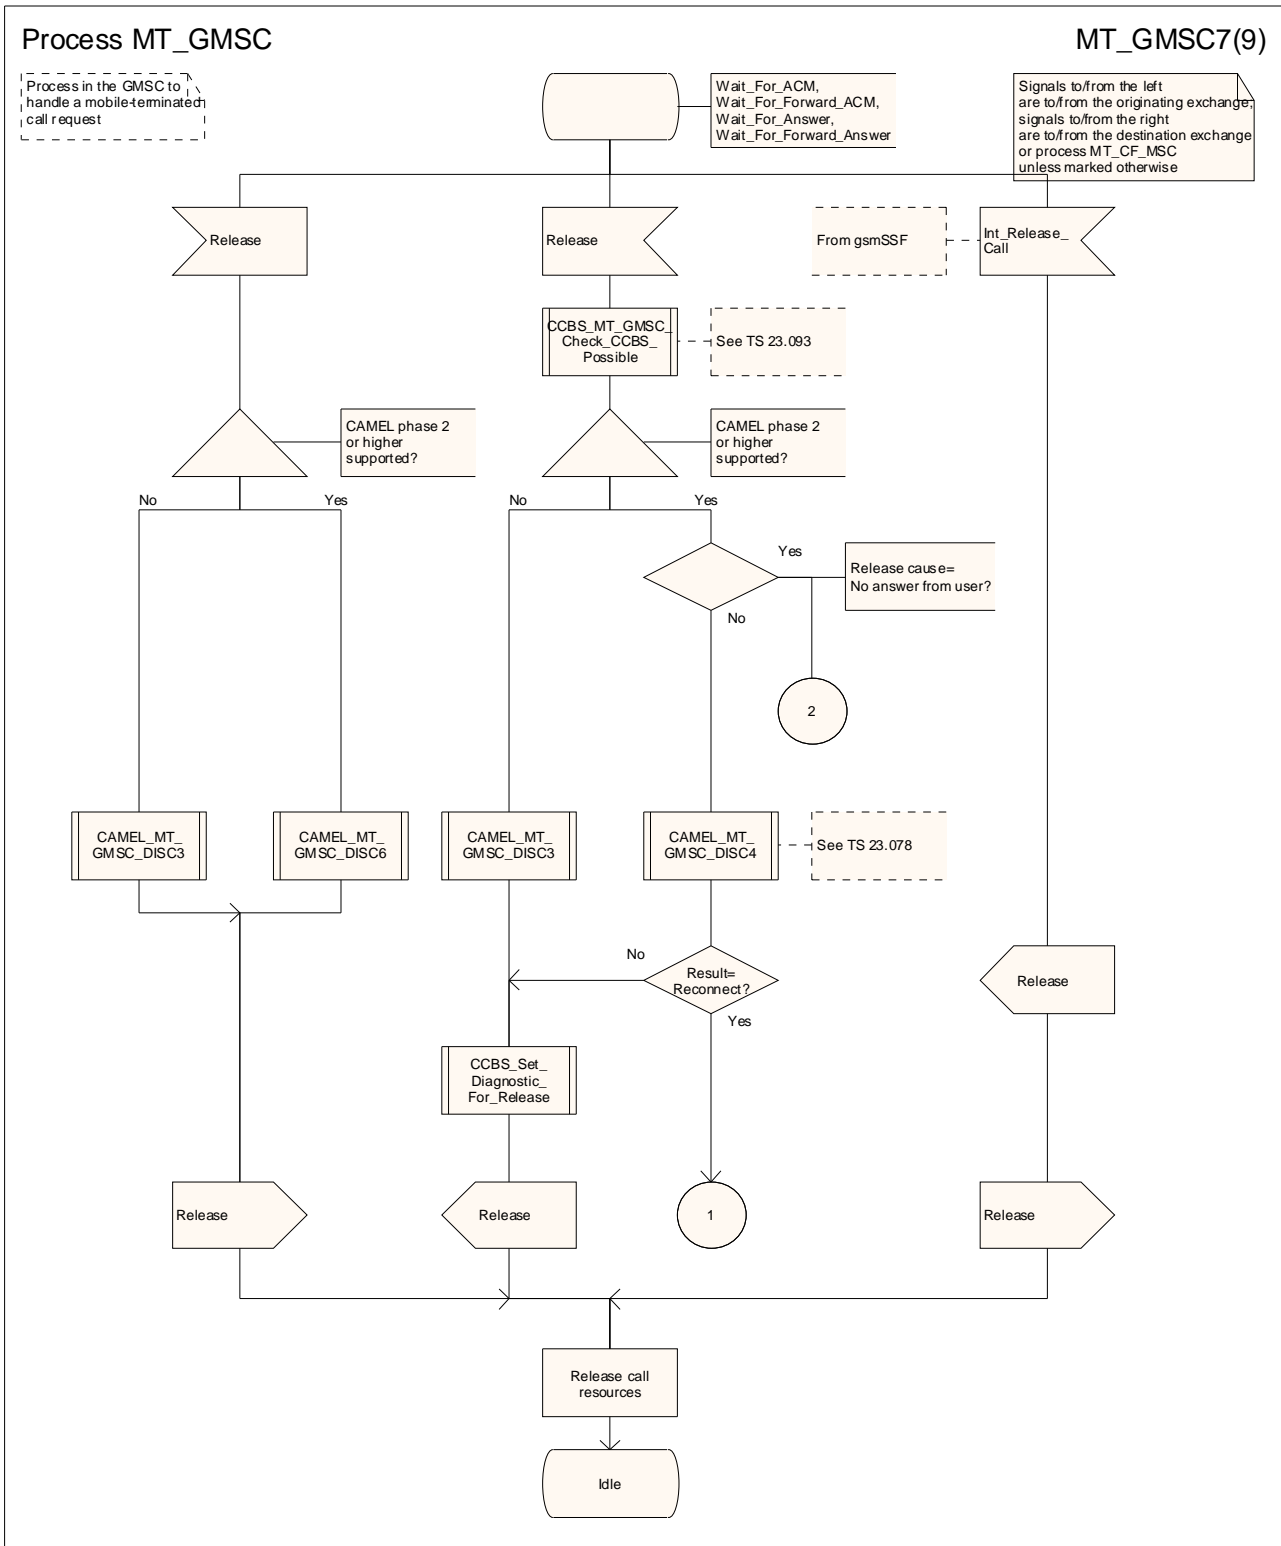 Process MT_GMSC
MT_GMSC7(9)
Process in the GMSC to
handle a mobile-terminated
call request
Wait_For_ACM,
Wait_For_Forward_ACM,
Wait_For_Answer,
Wait_For_Forward_Answer
Signals to/from the left
are to/from the originating exchange;
signals to/from the right
are to/from the destination exchange
or process MT_CF_MSC
unless marked otherwise
Release
Release
From gsmSSF
Int_Release_
Call
CCBS_MT_GMSC_
Check_CCBS_
Possible
See TS 23.093
CAMEL phase 2
or higher
supported?
CAMEL phase 2
or higher
supported?
No
Yes
No
Yes
Yes
Release cause=
No answer from user?
No
2
CAMEL_MT_
GMSC_DISC3
CAMEL_MT_
GMSC_DISC6
CAMEL_MT_
GMSC_DISC3
CAMEL_MT_
GMSC_DISC4
See TS 23.078
No
Result=
Reconnect?
Yes
Release
CCBS_Set_
Diagnostic_
For_Release
Release
Release
1
Release
Release call
resources
Idle